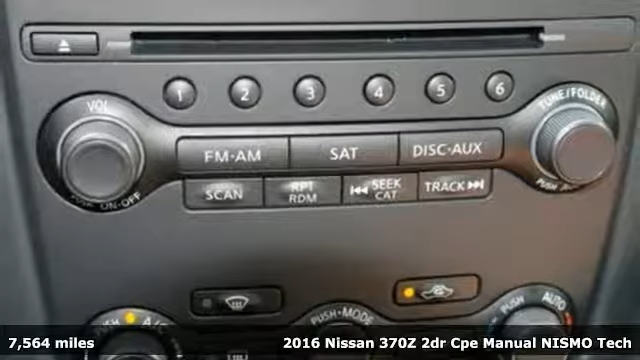 1 2 3 4 5 6
VOL
TUNE/FOLDER
FM·AM SAT DISC·AUX
PUSH ON·OFF
SCAN RPT RDM SEEK CAT TRACK
PUSH
PUSH A/C
PUSH·MODE
PUSH AUTO
7,564 miles
2016 Nissan 370Z 2dr Cpe Manual NISMO Tech